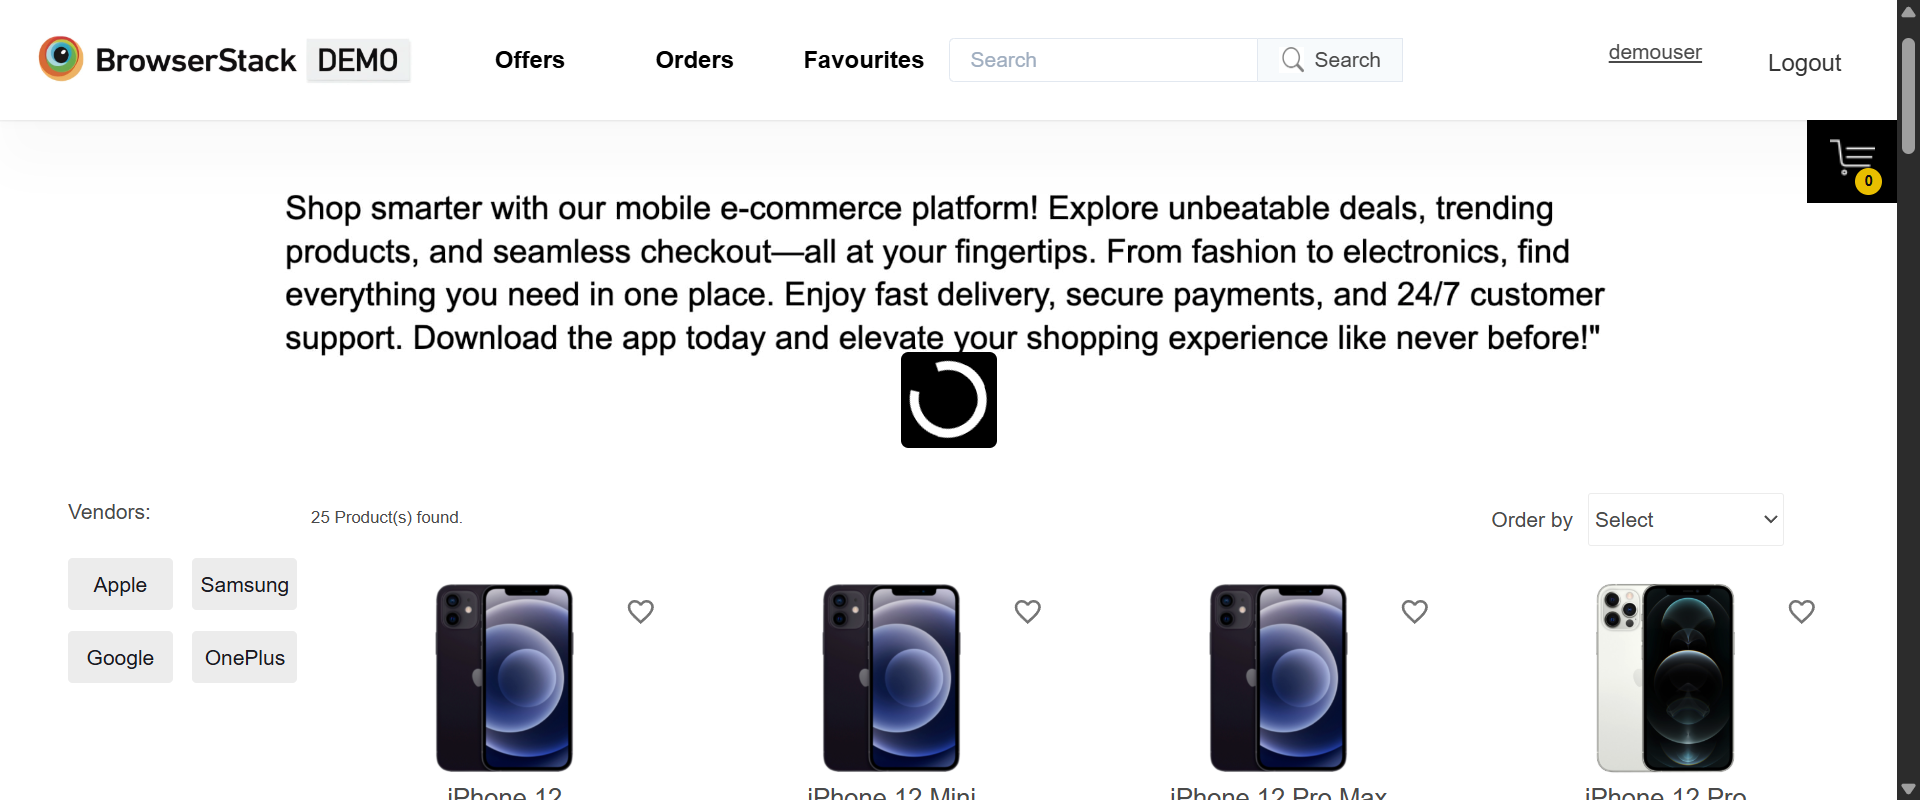 BrowserStack DEMO
Offers
Orders
Favourites
Search
Search
demouser
Logout
0
Shop smarter with our mobile e-commerce platform! Explore unbeatable deals, trending
products, and seamless checkout—all at your fingertips. From fashion to electronics, find
everything you need in one place. Enjoy fast delivery, secure payments, and 24/7 customer
support. Download the app today and elevate your shopping experience like never before!"
Vendors:
25 Product(s) found.
Order by
Select
Apple
Samsung
Google
OnePlus
iPhone 12
iPhone 12 Mini
iPhone 12 Pro Max
iPhone 12 Pro